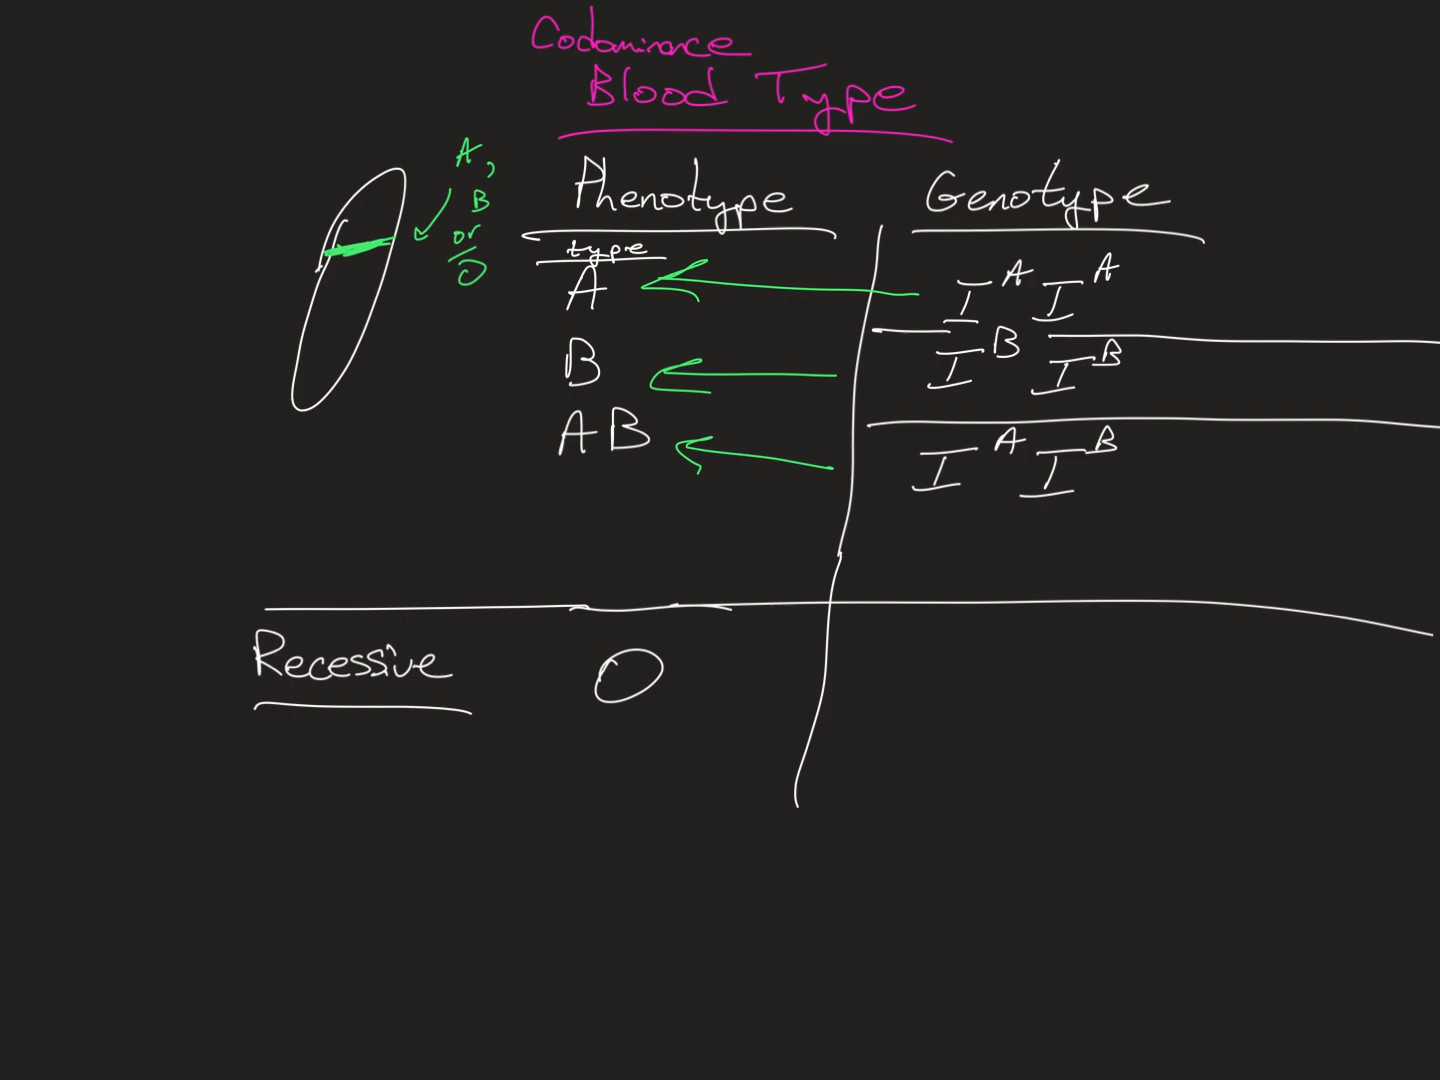 Codominance
Blood Type
A,
B
or
O
Phenotype
Genotype
type
A
I^A I^A
B
I^B I^B
AB
I^A I^B
Recessive
O